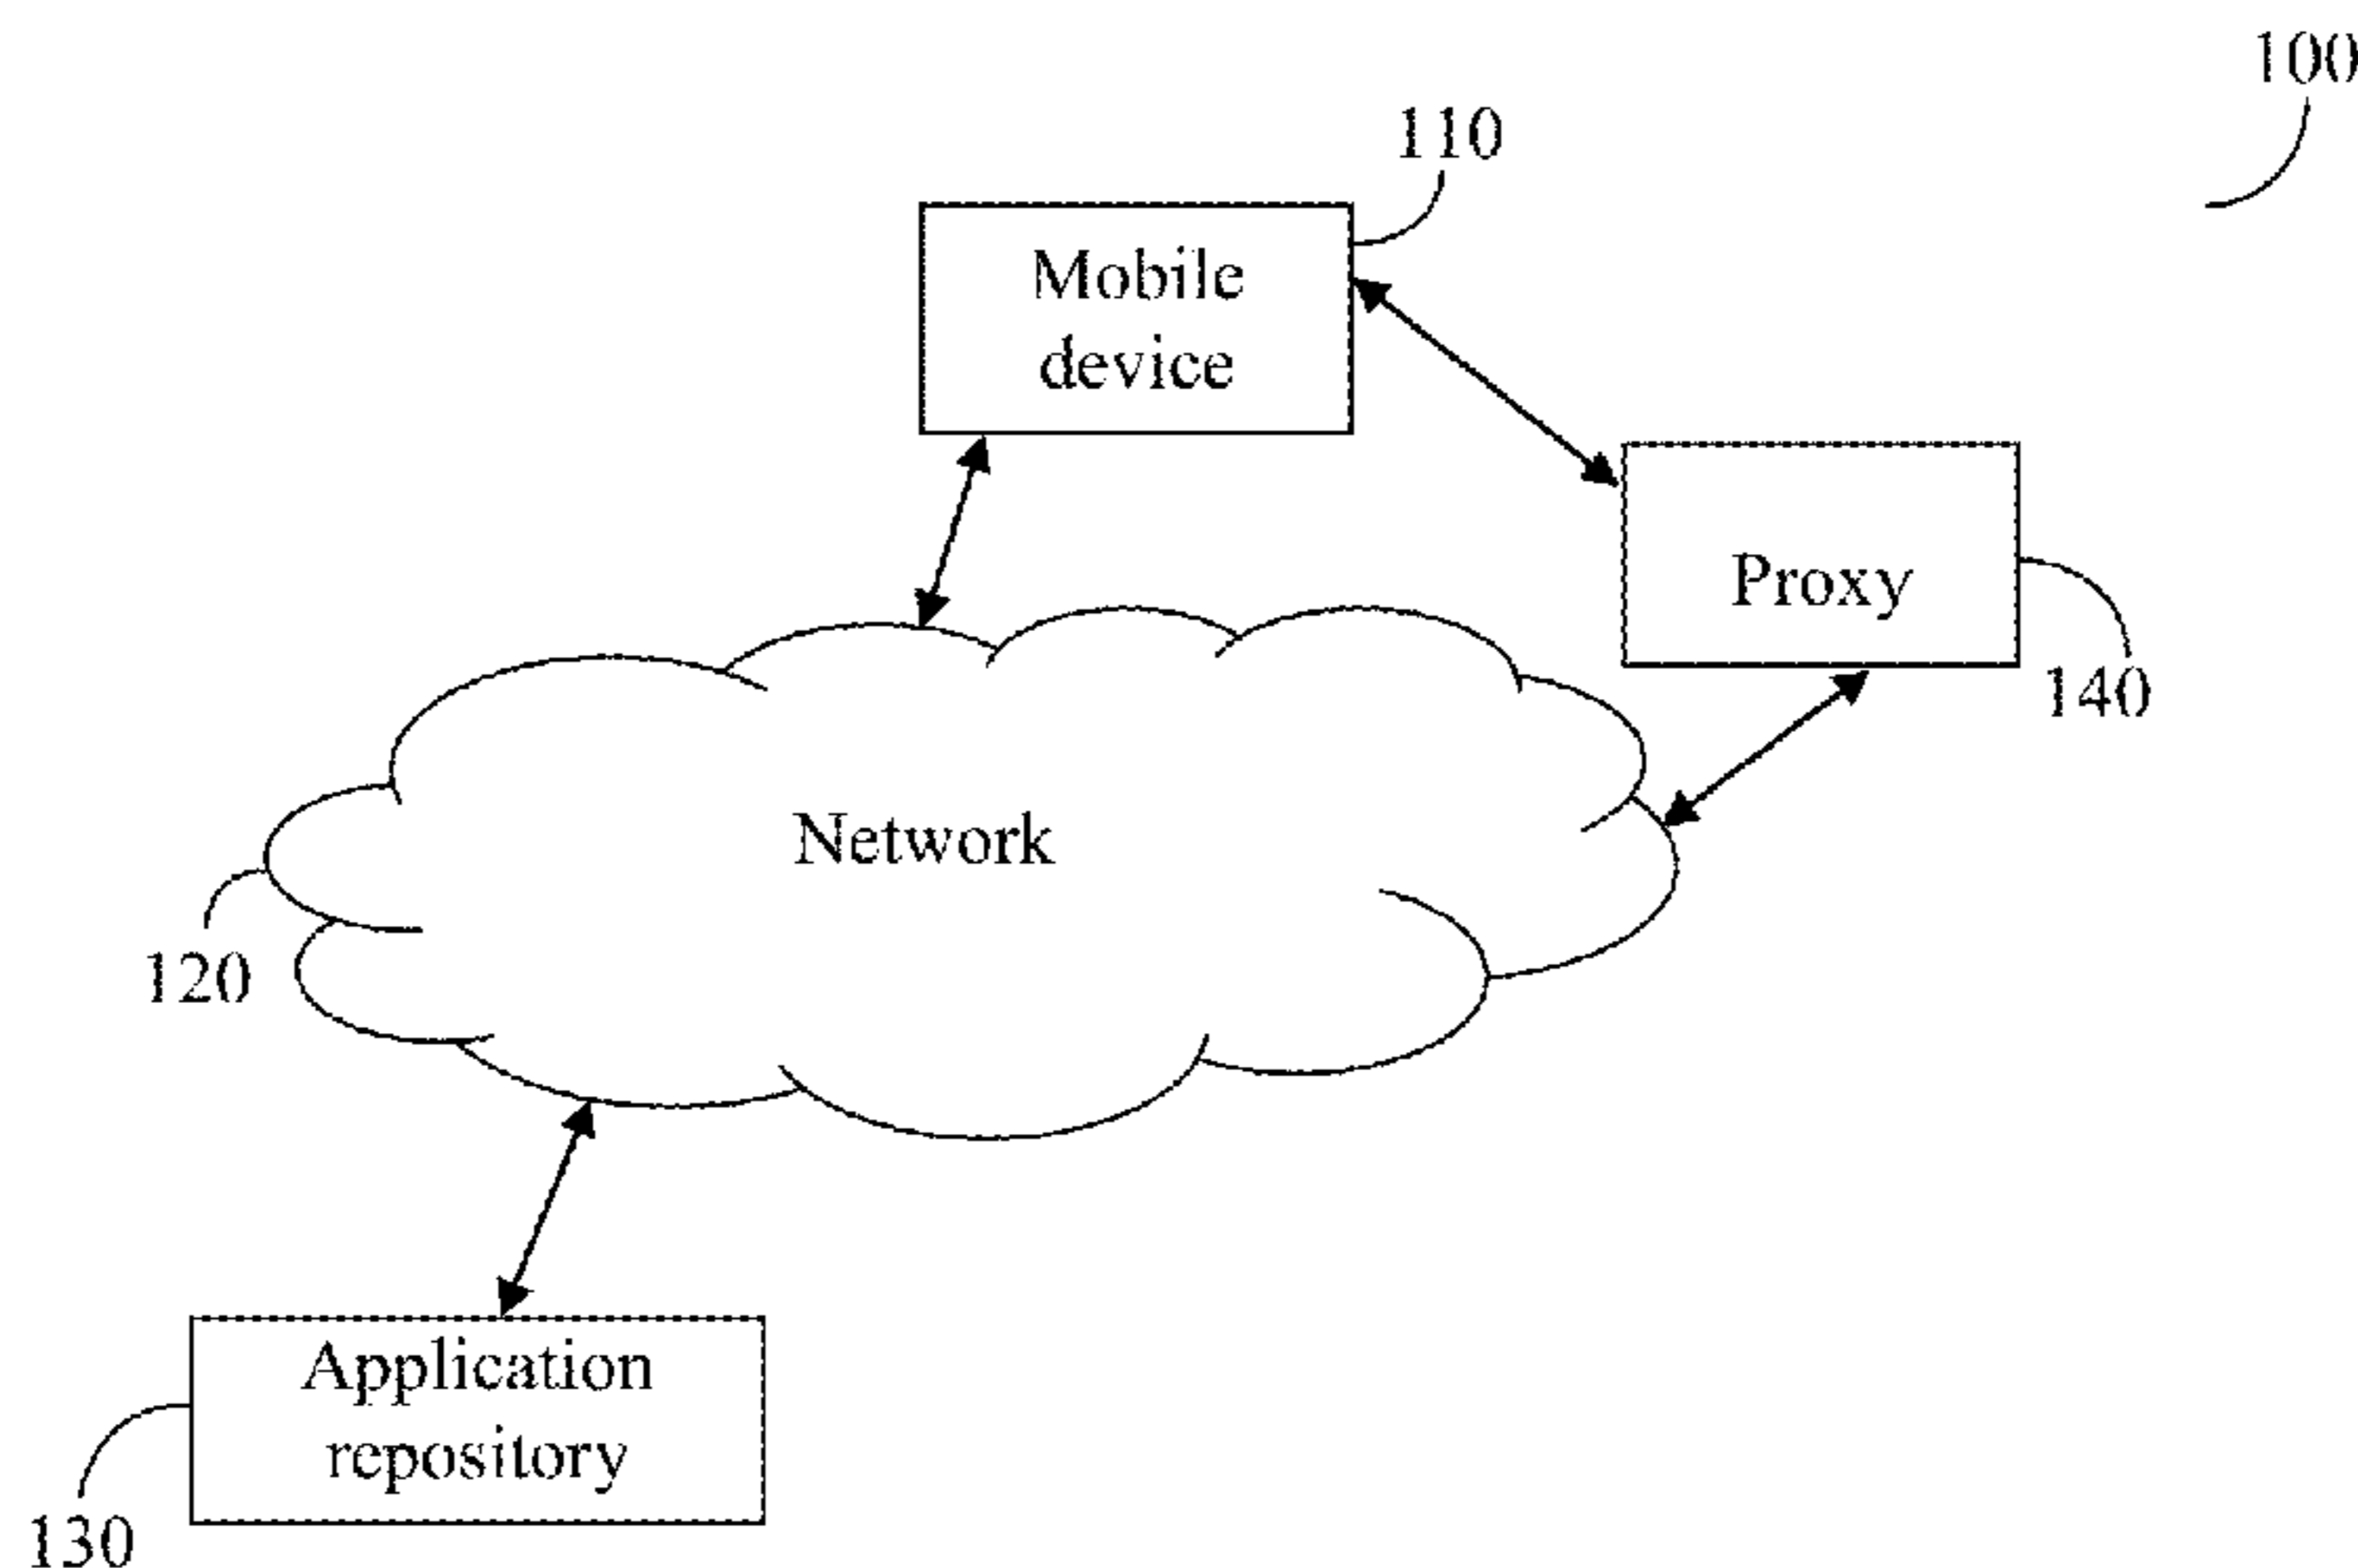 100
110
Mobile
device
Proxy
140
Network
120
Application
repository
130